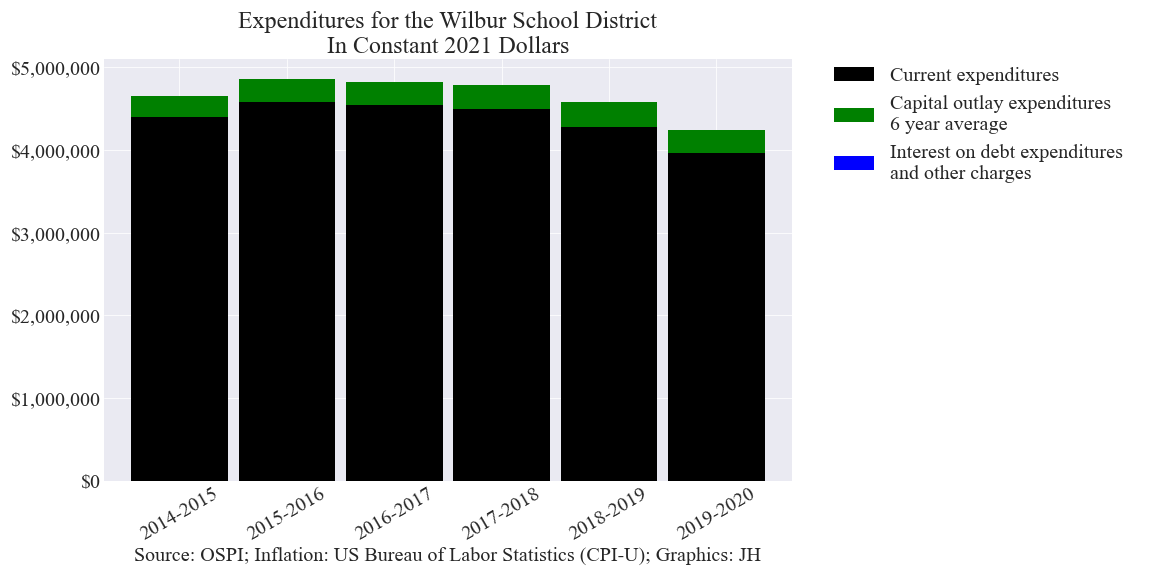 Expenditures for the Wilbur School District
In Constant 2021 Dollars
$5,000,000
$4,000,000
$3,000,000
$2,000,000
$1,000,000
$0
2014-2015
2015-2016
2016-2017
2017-2018
2018-2019
2019-2020
Source: OSPI; Inflation: US Bureau of Labor Statistics (CPI-U); Graphics: JH
Current expenditures
Capital outlay expenditures
6 year average
Interest on debt expenditures
and other charges